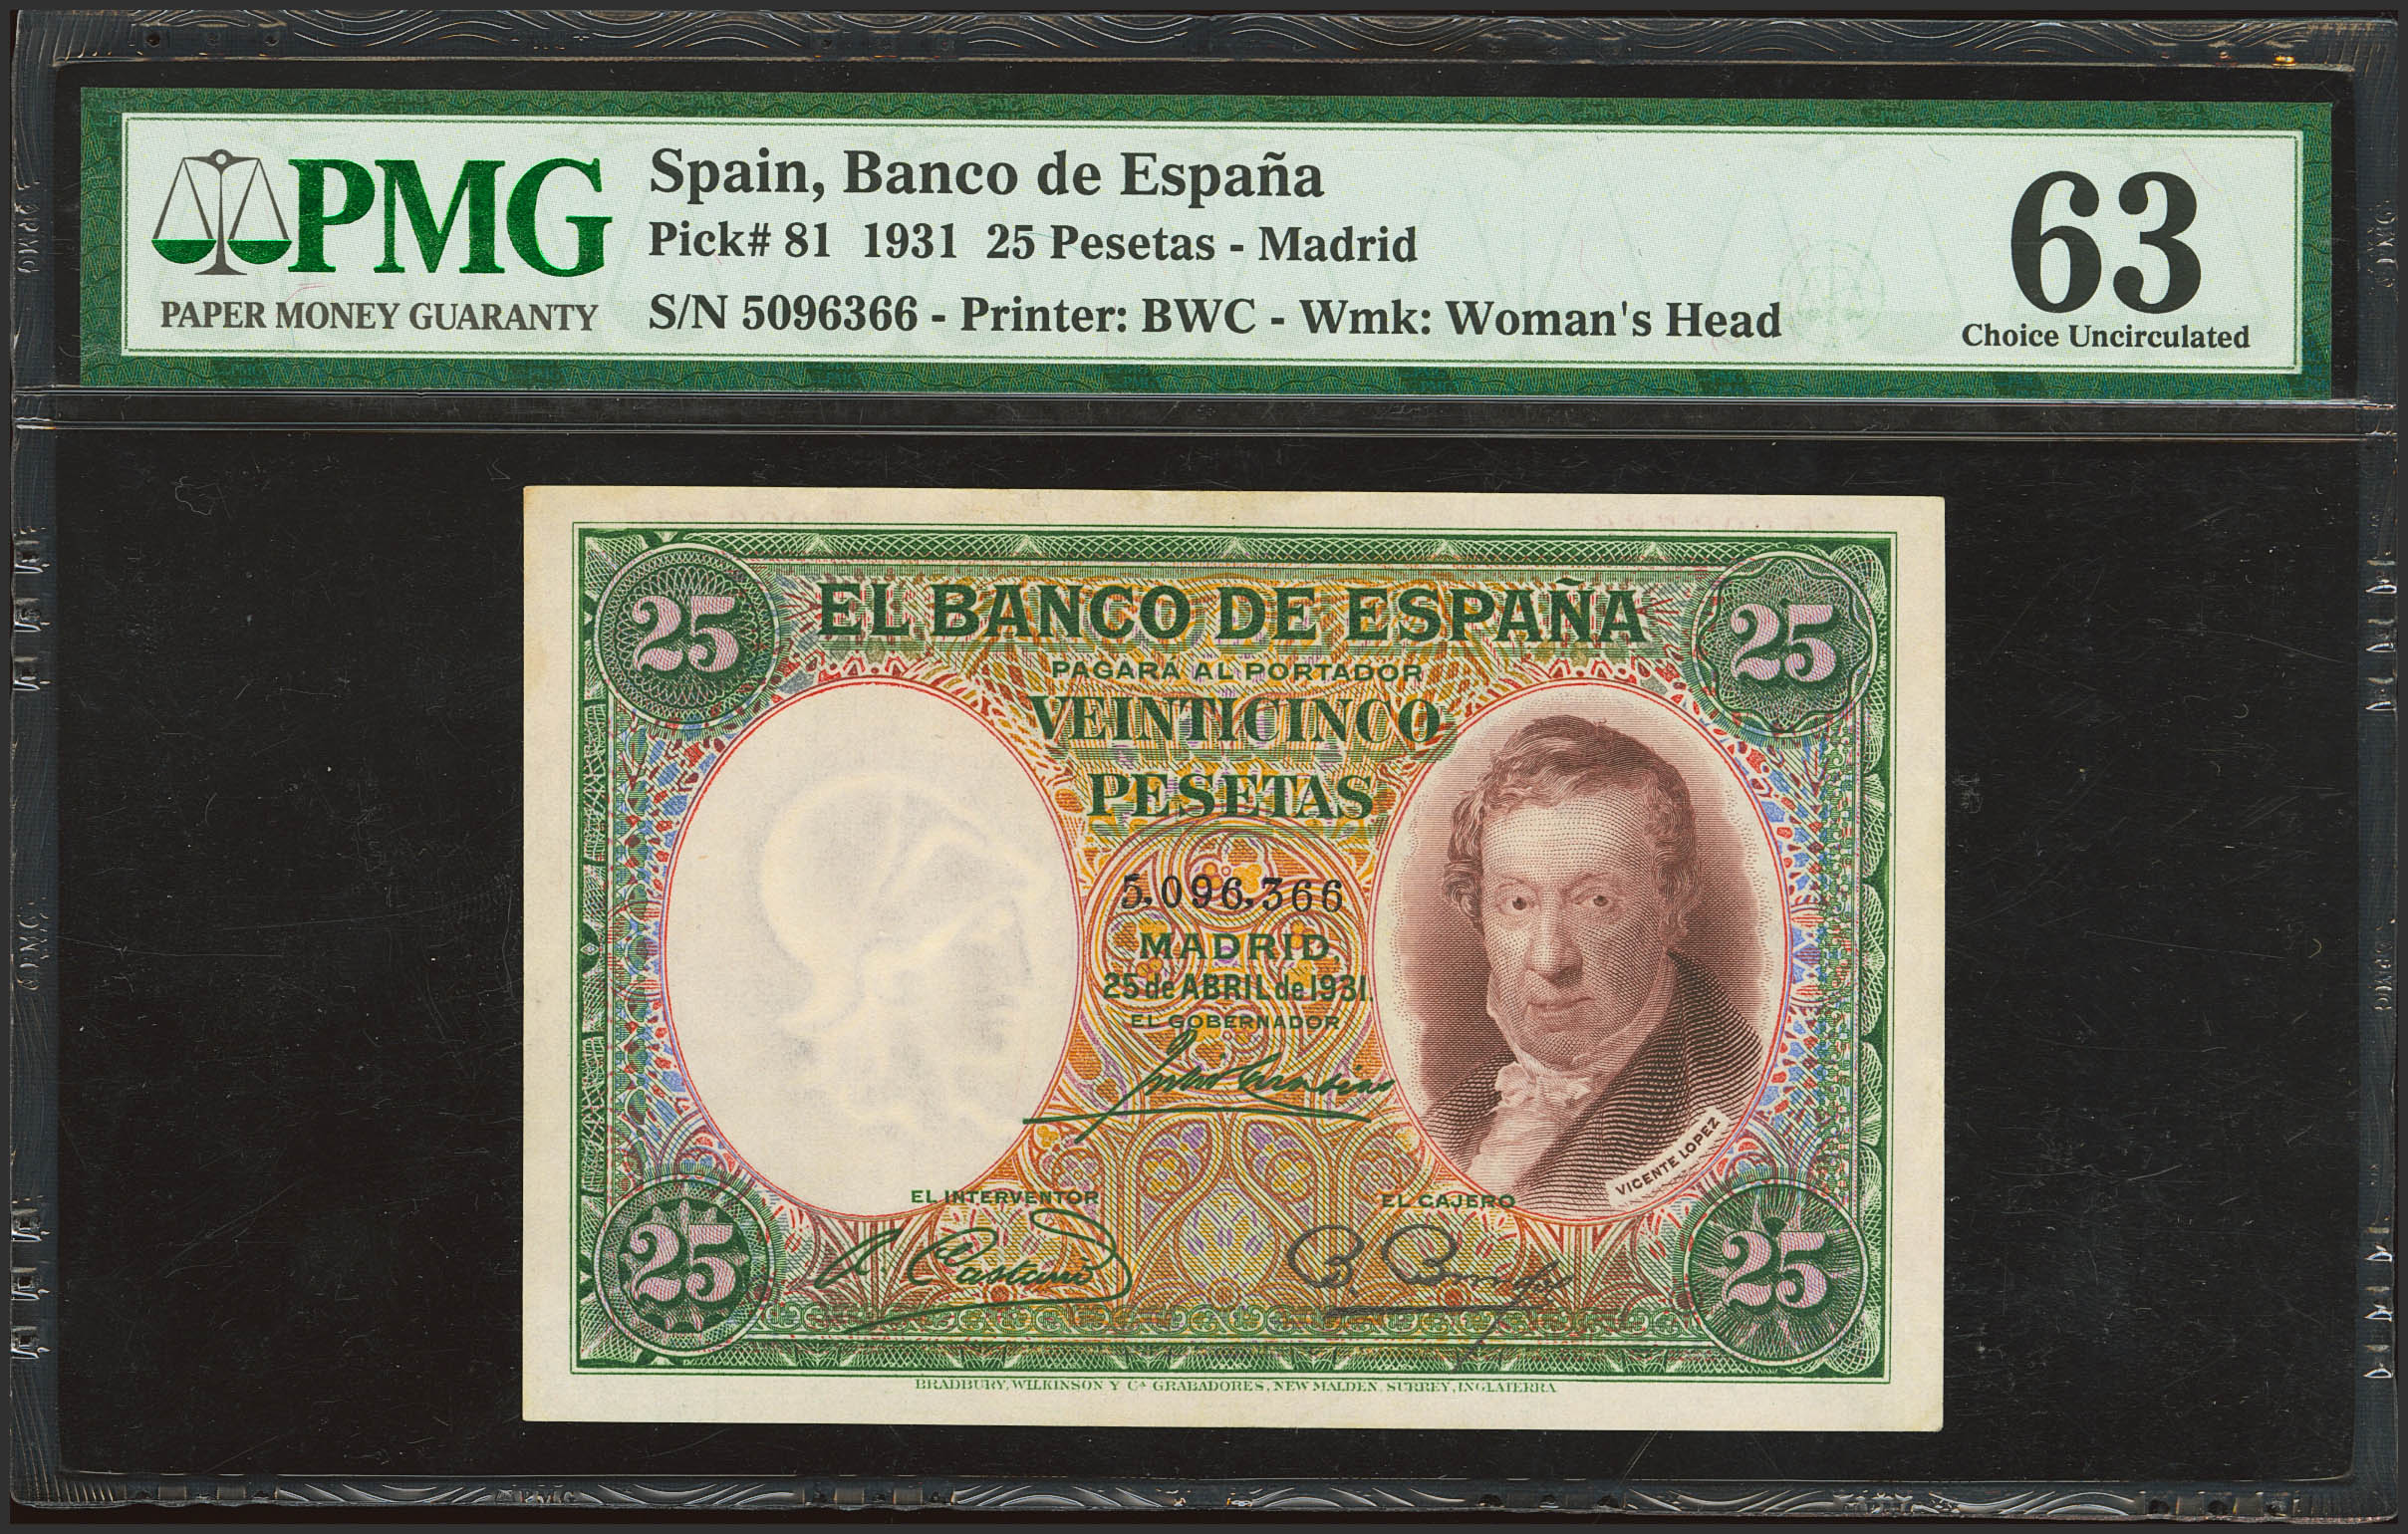 PMG
PAPER MONEY GUARANTY
Spain, Banco de España
Pick# 81 1931 25 Pesetas - Madrid
S/N 5096366 - Printer: BWC - Wmk: Woman's Head
63
Choice Uncirculated
25
25
EL BANCO DE ESPAÑA
PAGARA AL PORTADOR
VEINTICINCO
PESETAS
5,096,366
MADRID
25 de ABRIL de 1931.
EL GOBERNADOR
VICENTE LOPEZ
EL INTERVENTOR
EL CAJERO
25
25
BRADBURY, WILKINSON Y Cª GRABADORES, NEW MALDEN, SURREY, INGLATERRA